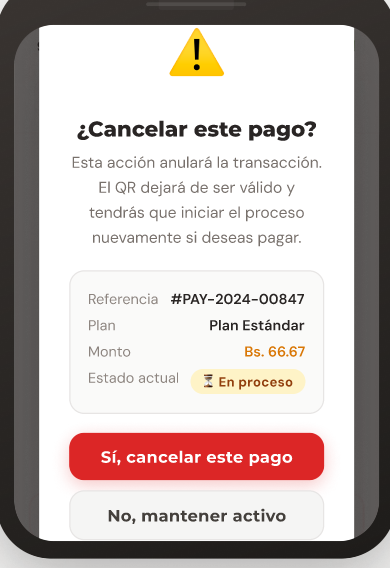 ¿Cancelar este pago?
Esta acción anulará la transacción.
El QR dejará de ser válido y
tendrás que iniciar el proceso
nuevamente si deseas pagar.
Referencia #PAY-2024-00847
Plan Plan Estándar
Monto Bs. 66.67
Estado actual ⏳ En proceso
Sí, cancelar este pago
No, mantener activo